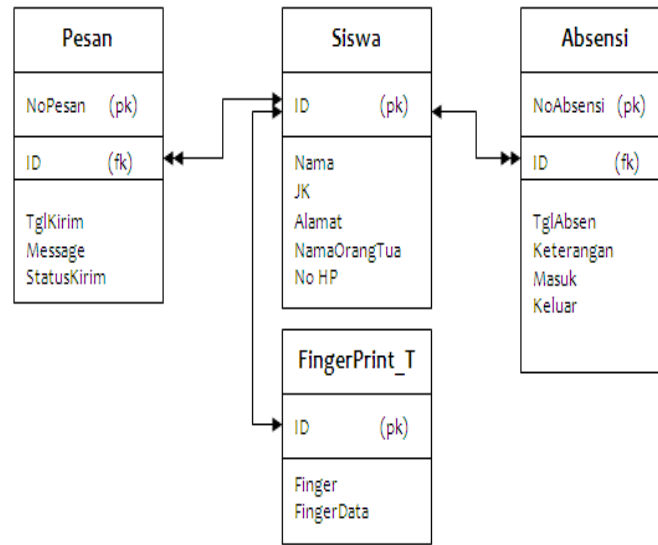 Pesan
NoPesan (pk)
ID (fk)
TglKirim
Message
StatusKirim
Siswa
ID (pk)
Nama
JK
Alamat
NamaOrangTua
No HP
Absensi
NoAbsensi (pk)
ID (fk)
TglAbsen
Keterangan
Masuk
Keluar
FingerPrint_T
ID (pk)
Finger
FingerData